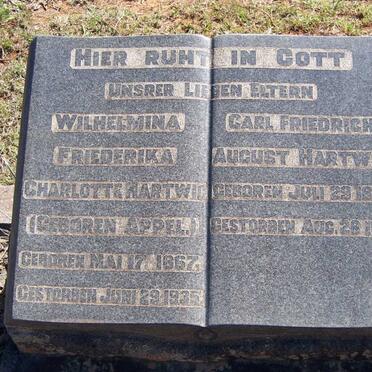 HIER RUHT IN GOTT
UNSRER LIEBEN ELTERN
WILHELMINA
FRIEDERIKA
CHARLOTTE HARTWIG
(GEBOREN APPEL.)
GEBOREN MAI 17, 1867.
GESTORBEN JUNI 29 1935.
CARL FRIEDRICH
AUGUST HARTWI
GEBOREN JULI 29
GESTORBEN AUG. 28